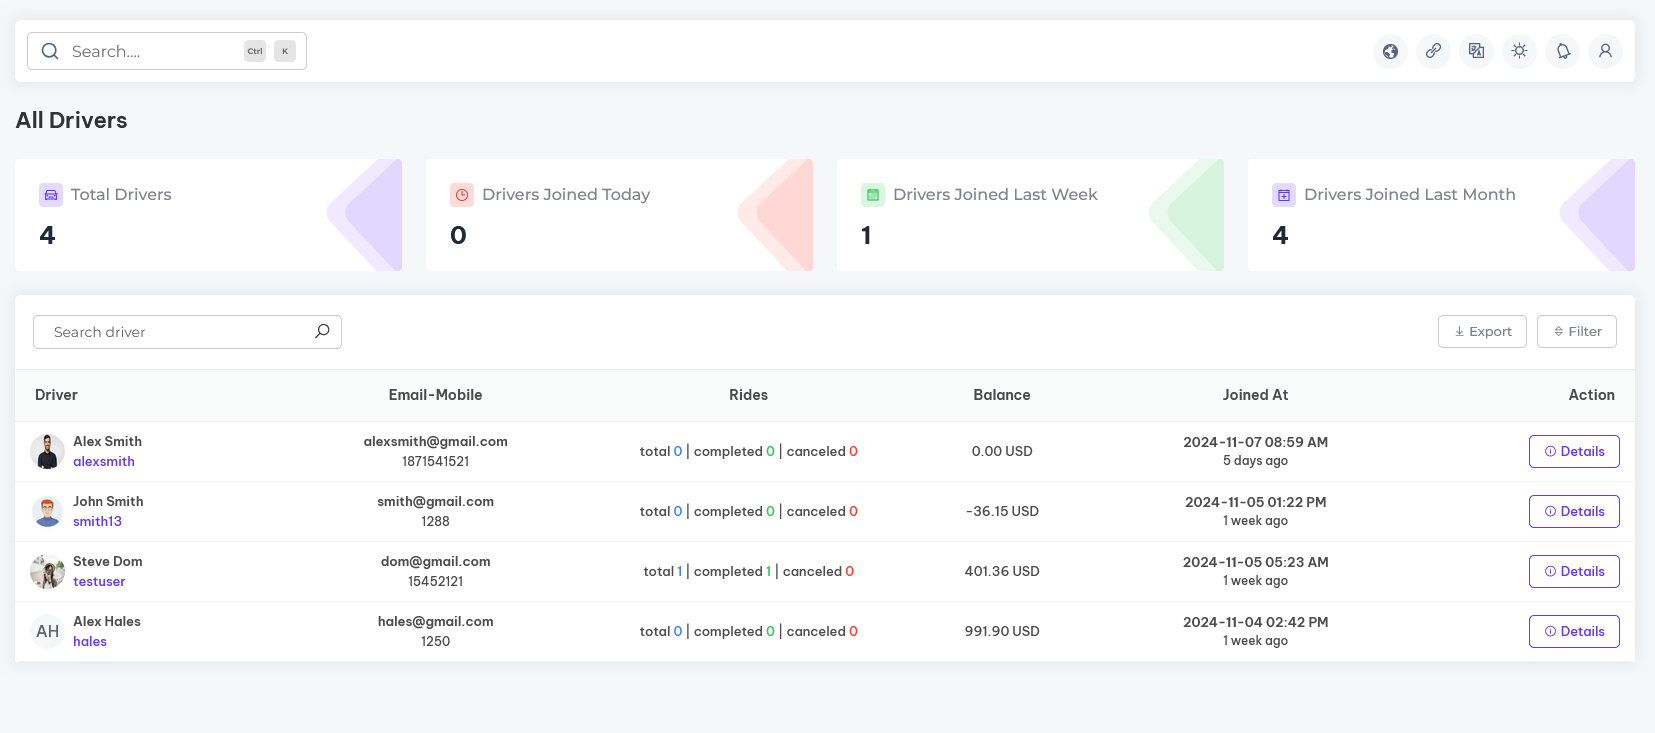 Search.... Ctrl K
All Drivers
Total Drivers
4
Drivers Joined Today
0
Drivers Joined Last Week
1
Drivers Joined Last Month
4
Search driver
Export Filter
Driver Email-Mobile Rides Balance Joined At Action
Alex Smith
alexsmith
alexsmith@gmail.com
1871541521
total 0 | completed 0 | canceled 0
0.00 USD
2024-11-07 08:59 AM
5 days ago
Details
John Smith
smith13
smith@gmail.com
1288
total 0 | completed 0 | canceled 0
-36.15 USD
2024-11-05 01:22 PM
1 week ago
Details
Steve Dom
testuser
dom@gmail.com
15452121
total 1 | completed 1 | canceled 0
401.36 USD
2024-11-05 05:23 AM
1 week ago
Details
AH
Alex Hales
hales
hales@gmail.com
1250
total 0 | completed 0 | canceled 0
991.90 USD
2024-11-04 02:42 PM
1 week ago
Details